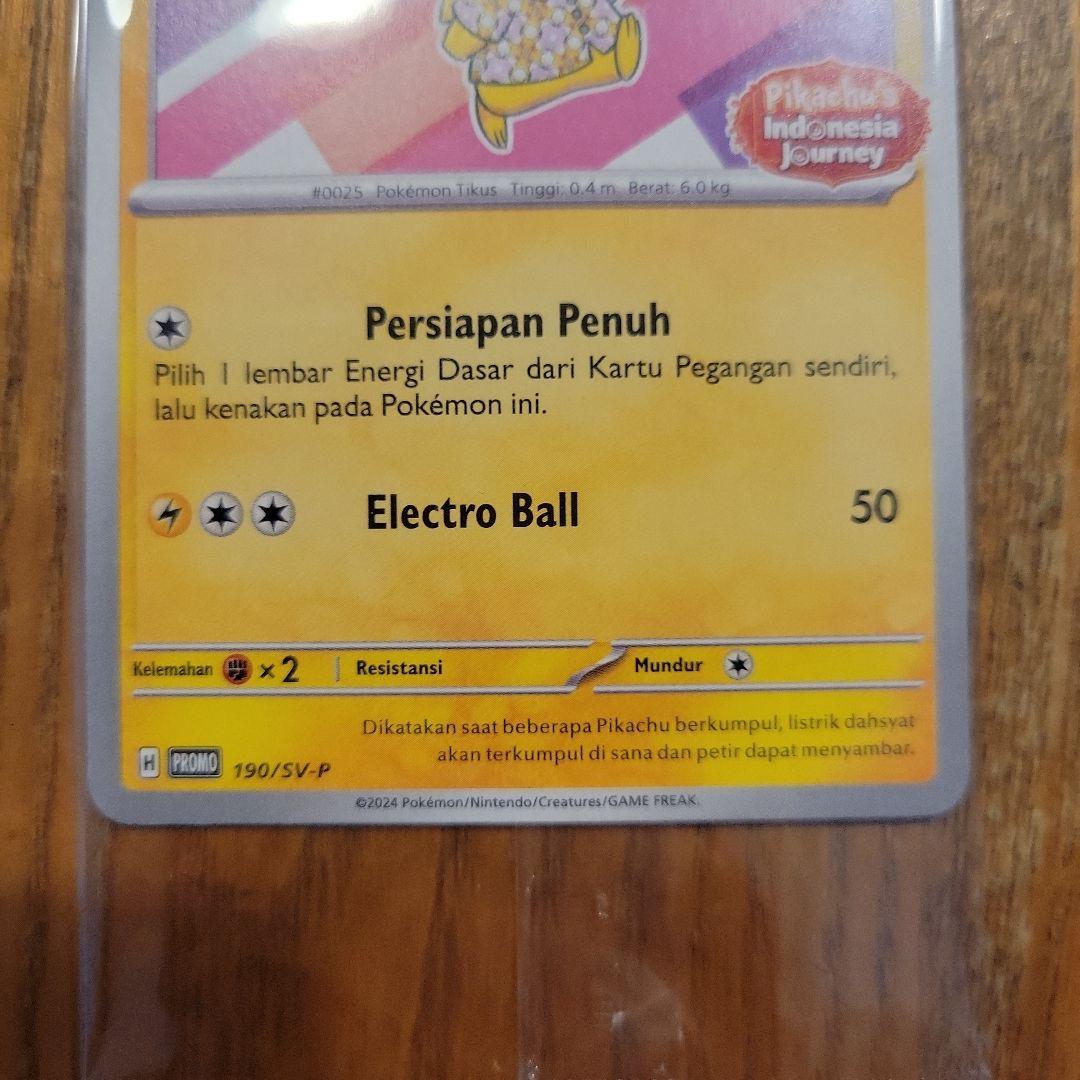 Pikachu's
Indonesia
Journey
#0025 Pokémon Tikus Tinggi: 0.4 m Berat: 6.0 kg
Persiapan Penuh
Pilih 1 lembar Energi Dasar dari Kartu Pegangan sendiri,
lalu kenakan pada Pokémon ini.
Electro Ball 50
Kelemahan ×2 Resistansi Mundur
Dikatakan saat beberapa Pikachu berkumpul, listrik dahsyat
akan terkumpul di sana dan petir dapat menyambar.
H PROMO 190/SV-P
©2024 Pokémon/Nintendo/Creatures/GAME FREAK.